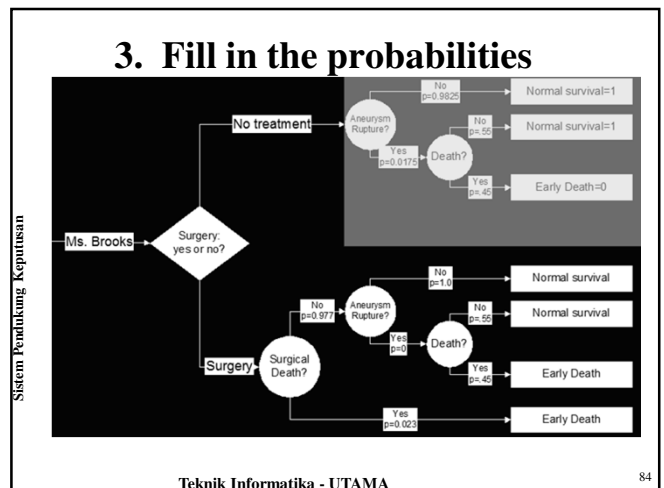 3. Fill in the probabilities
No
p=0.9825
Normal survival=1
No treatment
Aneurysm
Rupture?
No
p=.55
Normal survival=1
Yes
p=0.0175
Death?
Yes
p=.45
Early Death=0
Ms. Brooks
Surgery:
yes or no?
No
p=1.0
Normal survival
No
p=0.977
Aneurysm
Rupture?
No
p=.55
Normal survival
Yes
p=0
Death?
Surgery
Surgical
Death?
Yes
p=.45
Early Death
Yes
p=0.023
Early Death
Sistem Pendukung Keputusan
Teknik Informatika - UTAMA
84